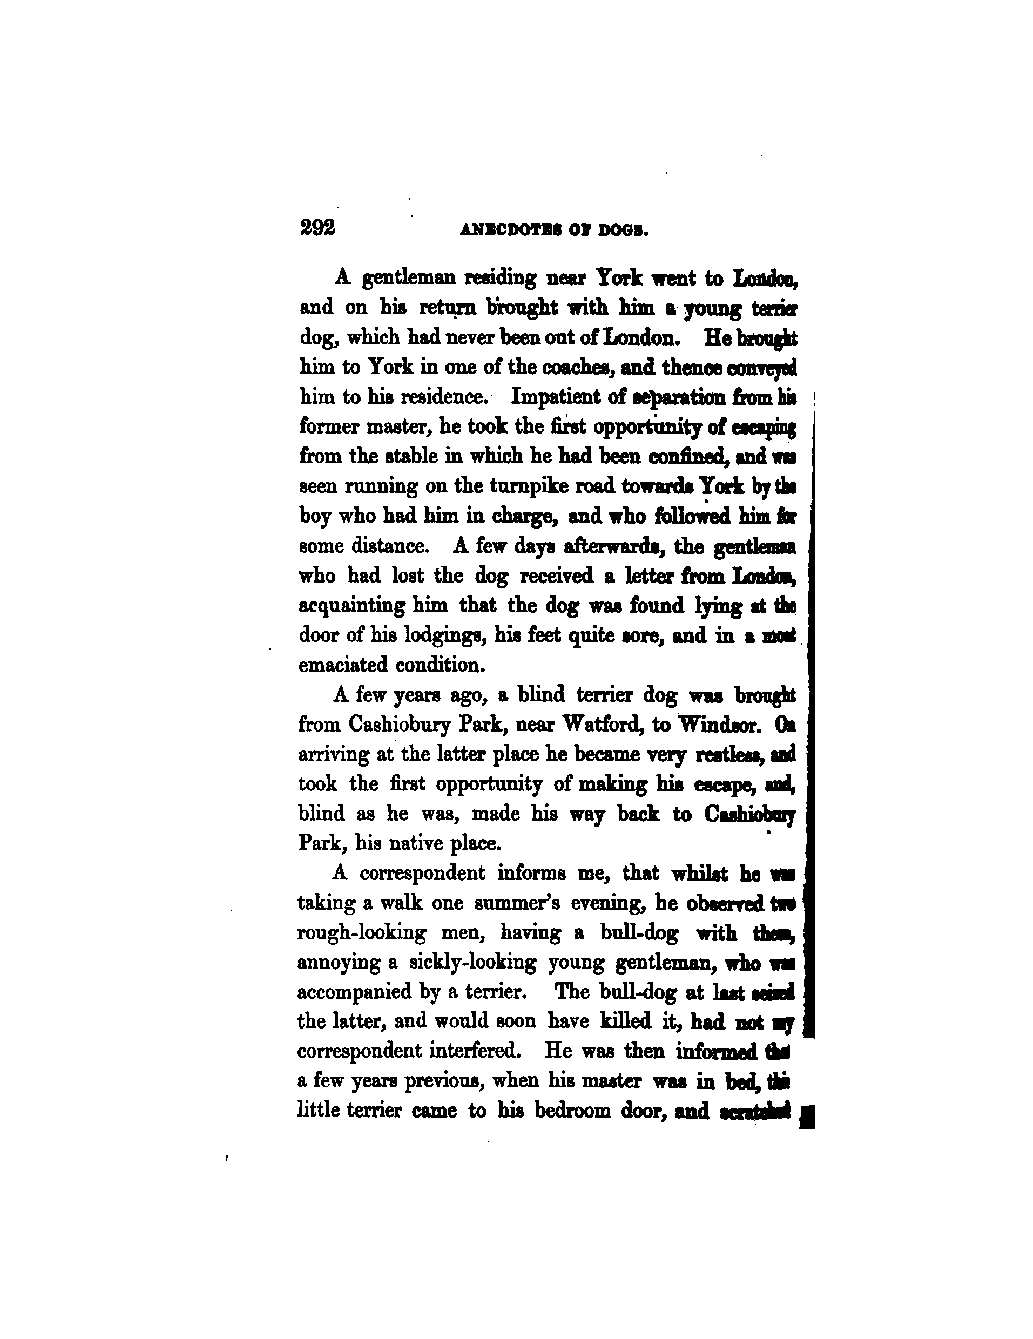 292 ANECDOTES OF DOGS.
A gentleman residing near York went to London,
and on his return brought with him a young terrier
dog, which had never been out of London. He brought
him to York in one of the coaches, and thence conveyed
him to his residence. Impatient of separation from his
former master, he took the first opportunity of escaping
from the stable in which he had been confined, and was
seen running on the turnpike road towards York by the
boy who had him in charge, and who followed him for
some distance. A few days afterwards, the gentleman
who had lost the dog received a letter from London,
acquainting him that the dog was found lying at the
door of his lodgings, his feet quite sore, and in a most
emaciated condition.
A few years ago, a blind terrier dog was brought
from Cashiobury Park, near Watford, to Windsor. On
arriving at the latter place he became very restless, and
took the first opportunity of making his escape, and,
blind as he was, made his way back to Cashiobury
Park, his native place.
A correspondent informs me, that whilst he was
taking a walk one summer's evening, he observed two
rough-looking men, having a bull-dog with them,
annoying a sickly-looking young gentleman, who was
accompanied by a terrier. The bull-dog at last seized
the latter, and would soon have killed it, had not my
correspondent interfered. He was then informed that
a few years previous, when his master was in bed, this
little terrier came to his bedroom door, and scratched